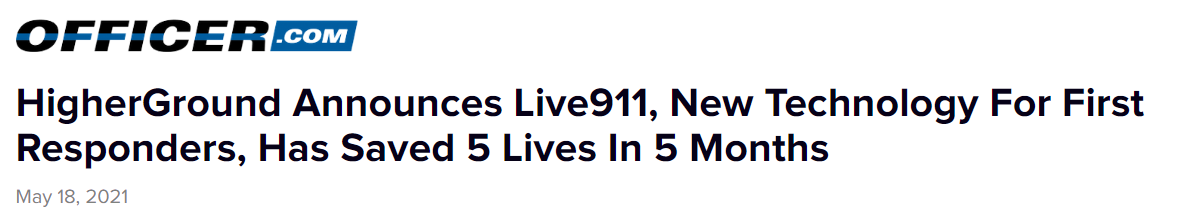 OFFICER.COM
HigherGround Announces Live911, New Technology For First
Responders, Has Saved 5 Lives In 5 Months
May 18, 2021